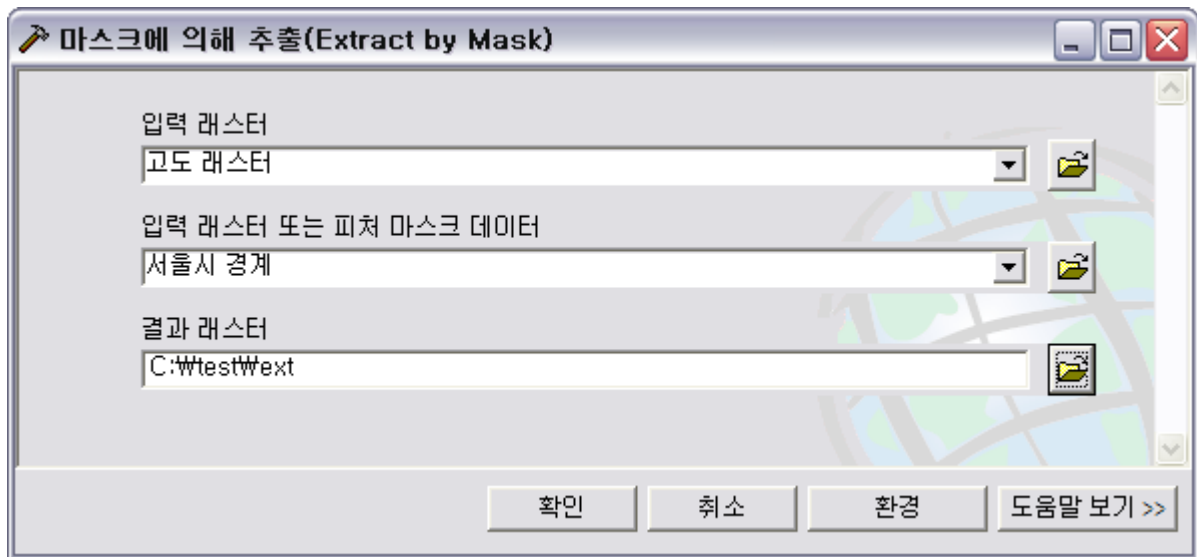 마스크에 의해 추출(Extract by Mask)
입력 래스터
고도 래스터
입력 래스터 또는 피처 마스크 데이터
서울시 경계
결과 래스터
C:₩test₩ext
확인 취소 환경 도움말 보기 >>